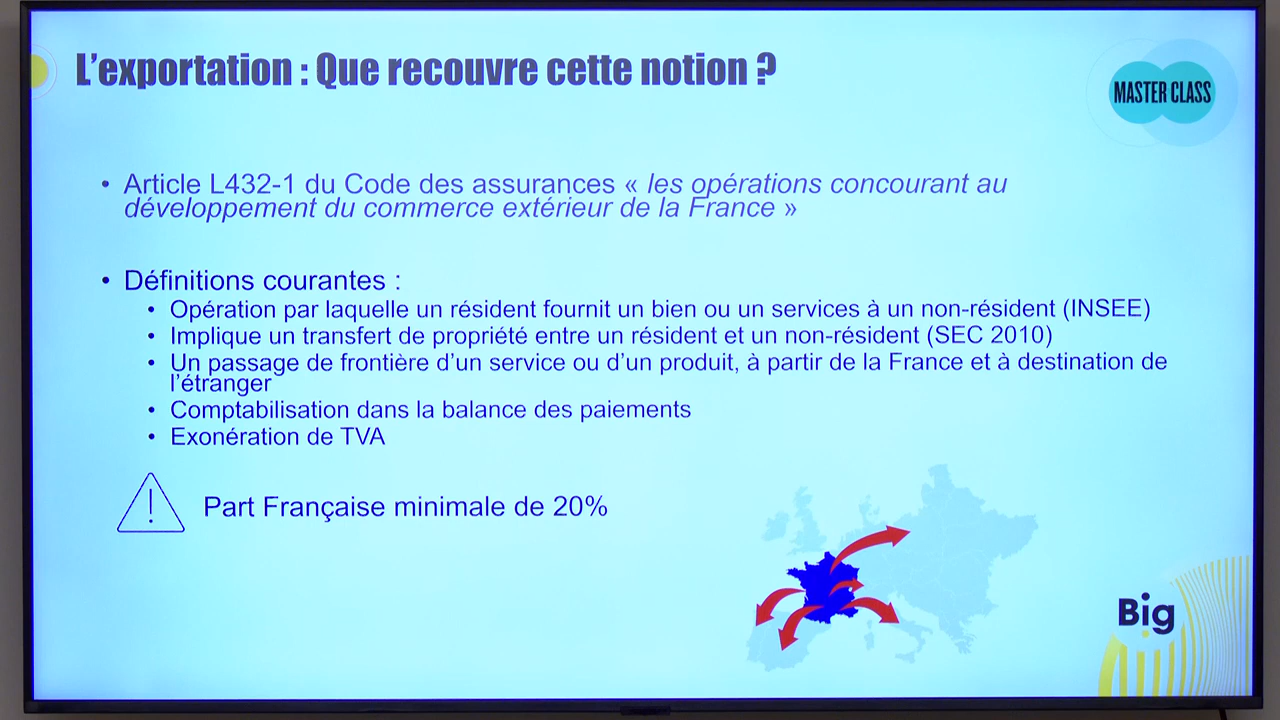 L'exportation : Que recouvre cette notion ?
MASTER CLASS
• Article L432-1 du Code des assurances « les opérations concourant au
développement du commerce extérieur de la France »
• Définitions courantes :
• Opération par laquelle un résident fournit un bien ou un services à un non-résident (INSEE)
• Implique un transfert de propriété entre un résident et un non-résident (SEC 2010)
• Un passage de frontière d'un service ou d'un produit, à partir de la France et à destination de
l'étranger
• Comptabilisation dans la balance des paiements
• Exonération de TVA
! Part Française minimale de 20%
Big